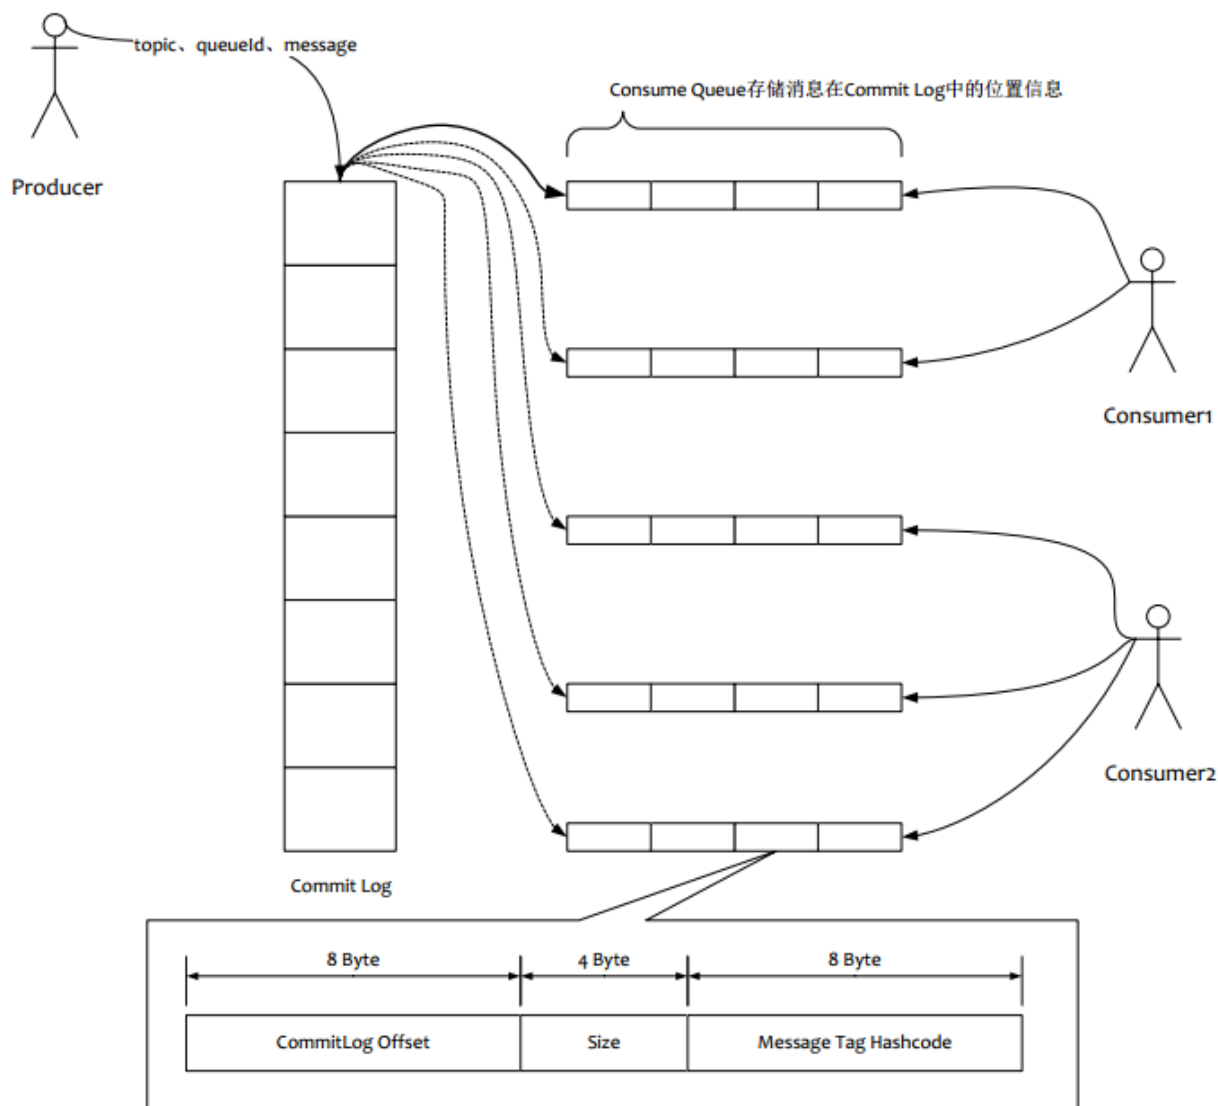 topic、queueId、message
Consume Queue存储消息在Commit Log中的位置信息
Producer
Consumer1
Consumer2
Commit Log
8 Byte
4 Byte
8 Byte
CommitLog Offset
Size
Message Tag Hashcode